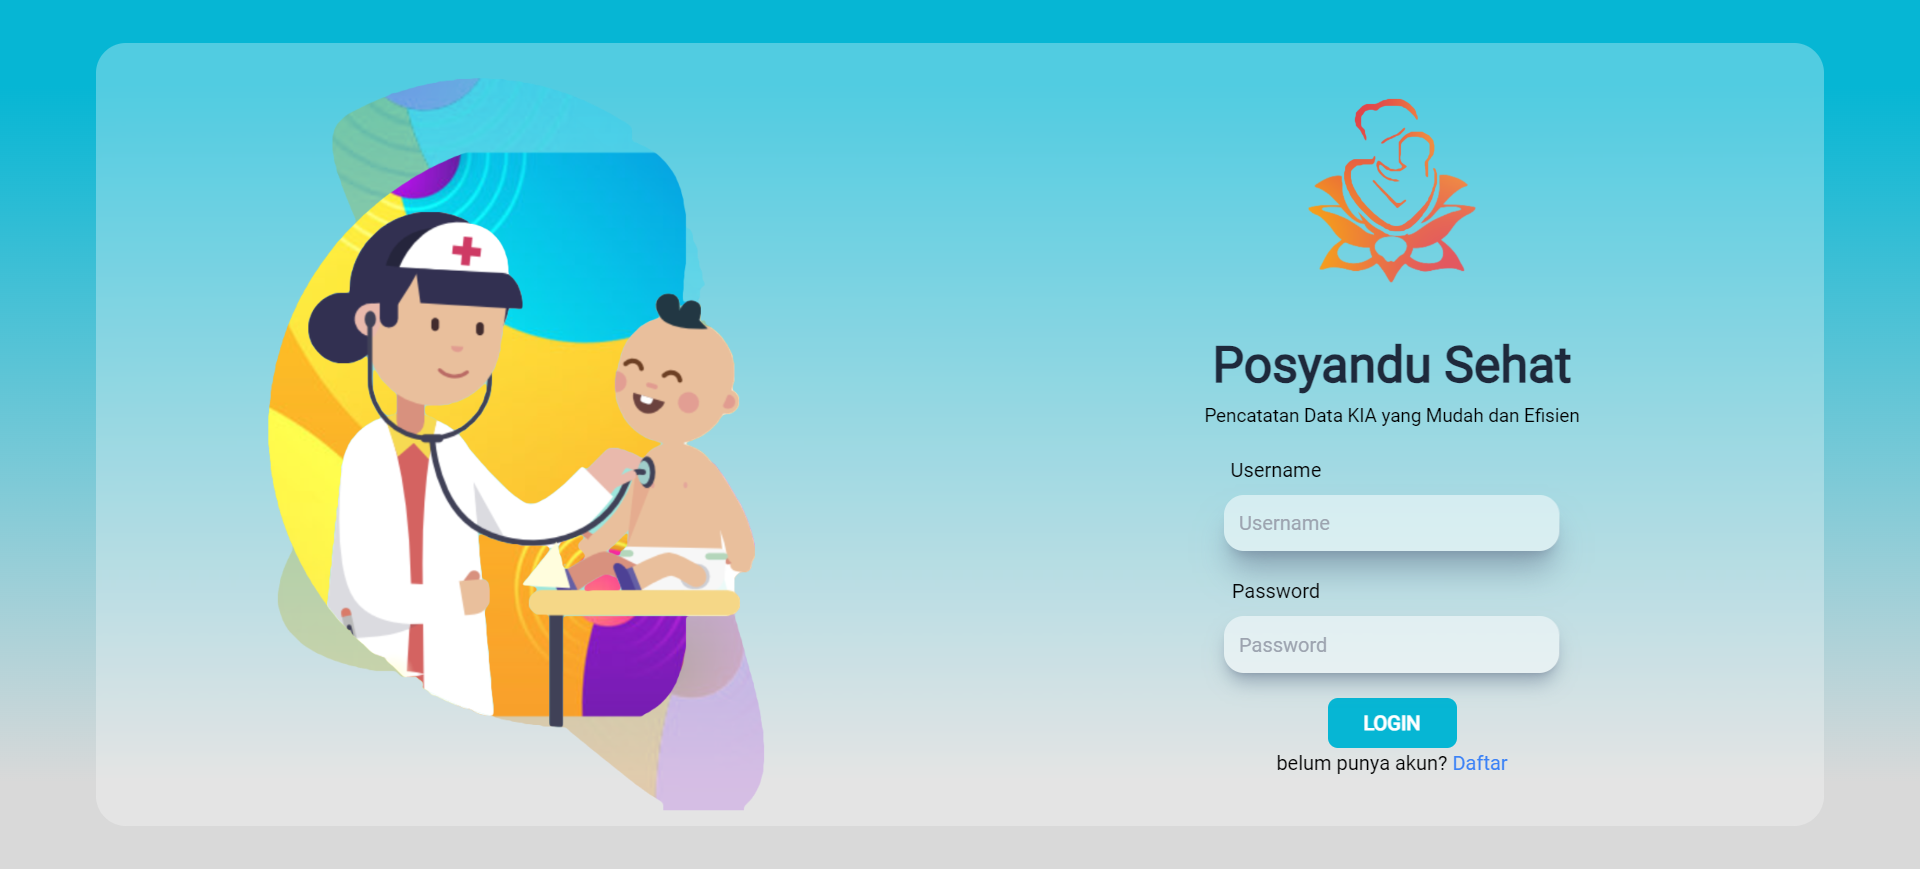 Posyandu Sehat
Pencatatan Data KIA yang Mudah dan Efisien
Username
Username
Password
Password
LOGIN
belum punya akun? Daftar